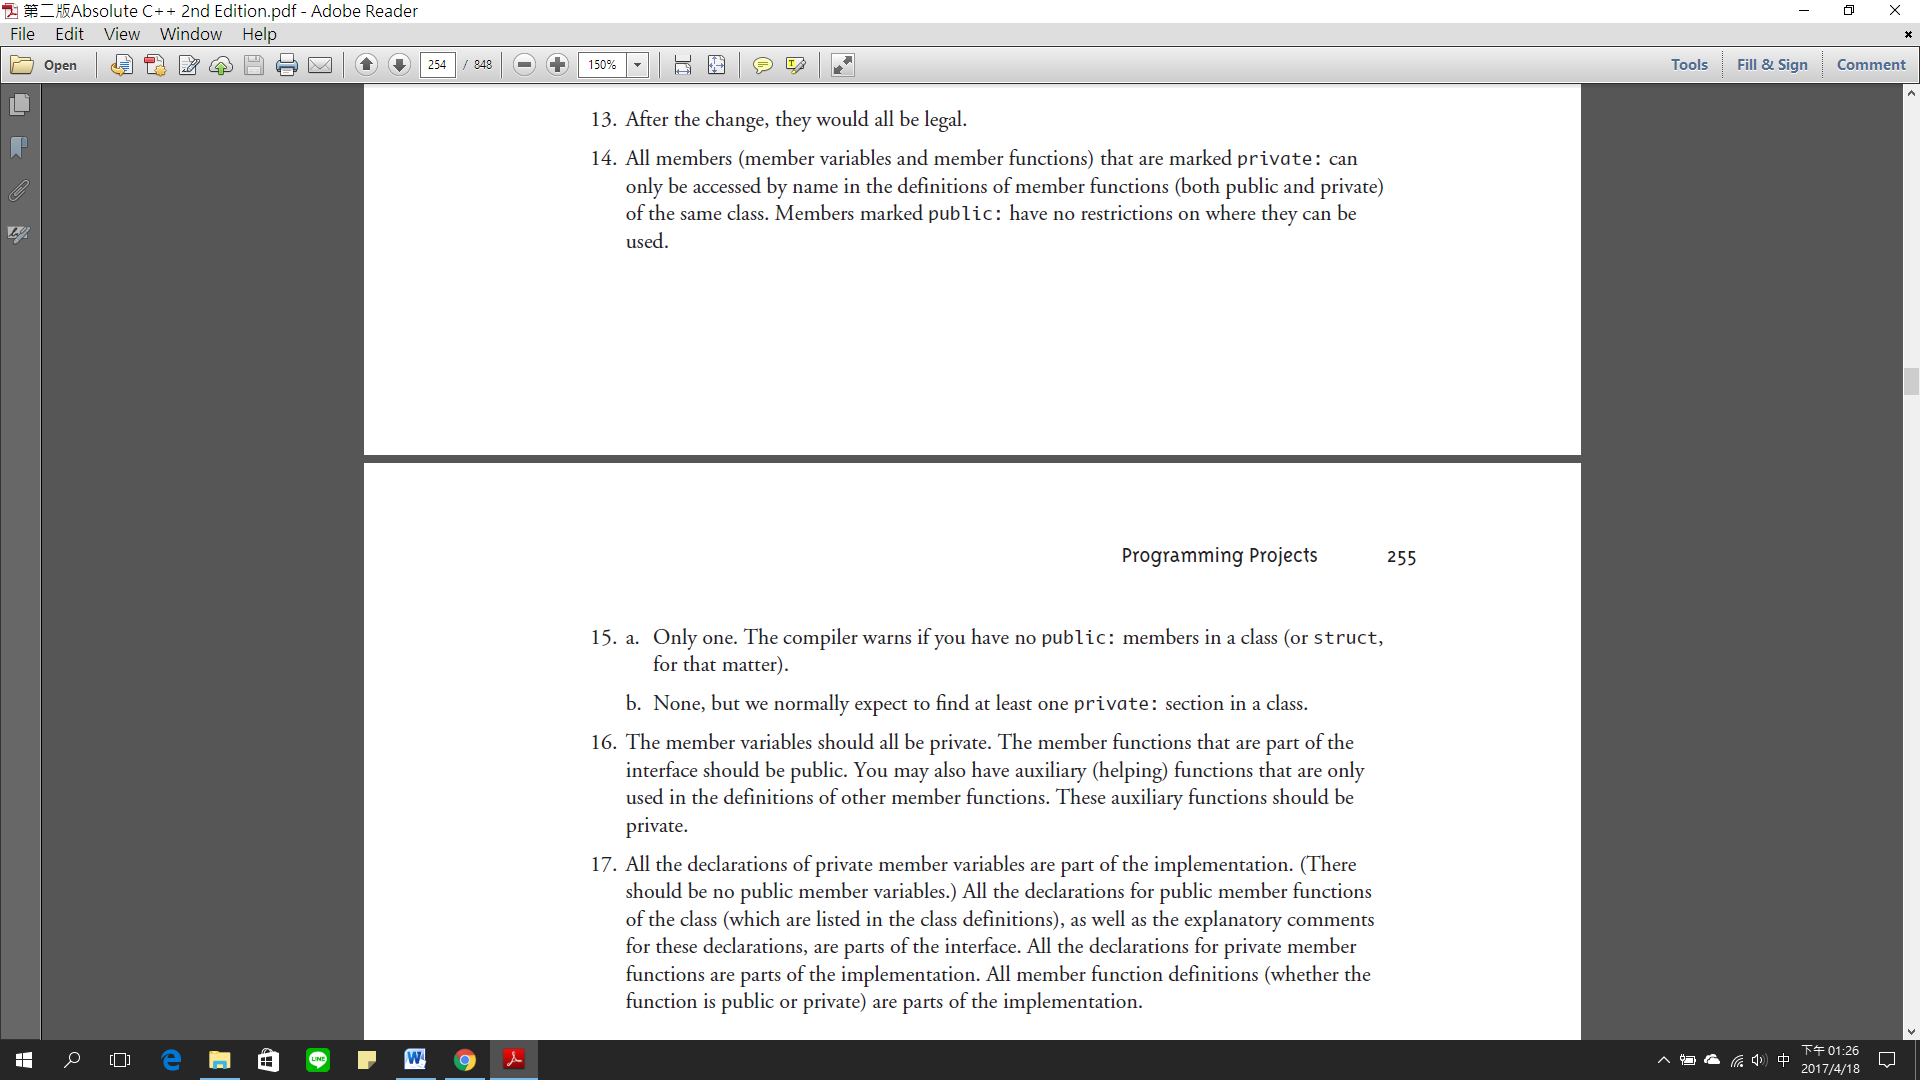 第二版Absolute C++ 2nd Edition.pdf - Adobe Reader
File Edit View Window Help
Open 254 / 848 150% Tools Fill & Sign Comment
13. After the change, they would all be legal.
14. All members (member variables and member functions) that are marked private: can
only be accessed by name in the definitions of member functions (both public and private)
of the same class. Members marked public: have no restrictions on where they can be
used.
Programming Projects 255
15. a. Only one. The compiler warns if you have no public: members in a class (or struct,
for that matter).
b. None, but we normally expect to find at least one private: section in a class.
16. The member variables should all be private. The member functions that are part of the
interface should be public. You may also have auxiliary (helping) functions that are only
used in the definitions of other member functions. These auxiliary functions should be
private.
17. All the declarations of private member variables are part of the implementation. (There
should be no public member variables.) All the declarations for public member functions
of the class (which are listed in the class definitions), as well as the explanatory comments
for these declarations, are parts of the interface. All the declarations for private member
functions are parts of the implementation. All member function definitions (whether the
function is public or private) are parts of the implementation.
LINE
中
下午 01:26
2017/4/18